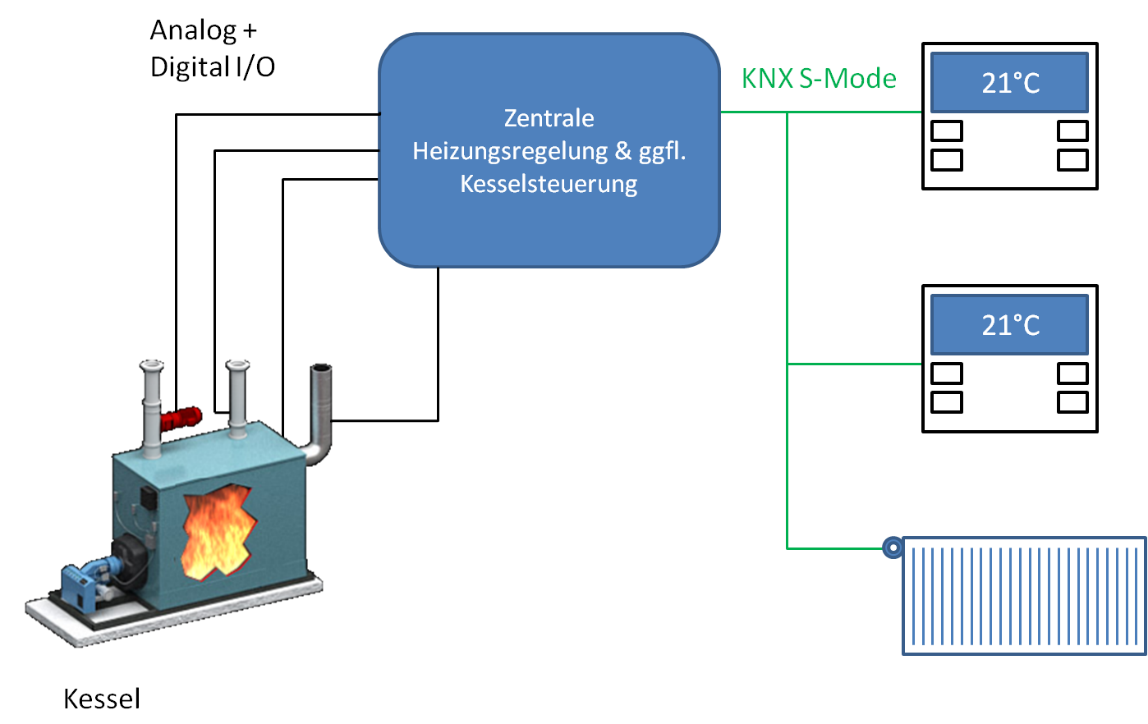 Analog +
Digital I/O
Zentrale
Heizungsregelung & ggfl.
Kesselsteuerung
KNX S-Mode
21°C
21°C
Kessel